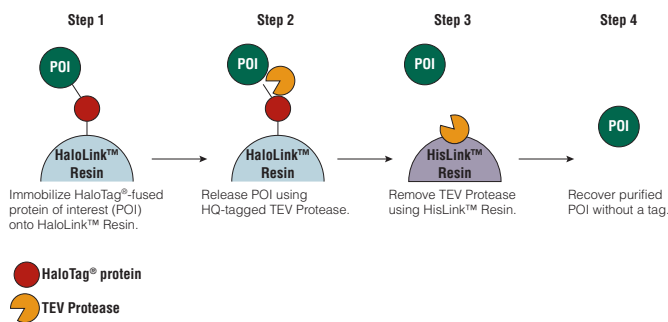 Step 1
Step 2
Step 3
Step 4
POI
POI
POI
POI
HaloLink™
Resin
HaloLink™
Resin
HisLink™
Resin
Immobilize HaloTag®-fused
protein of interest (POI)
onto HaloLink™ Resin.
Release POI using
HQ-tagged TEV Protease.
Remove TEV Protease
using HisLink™ Resin.
Recover purified
POI without a tag.
HaloTag® protein
TEV Protease